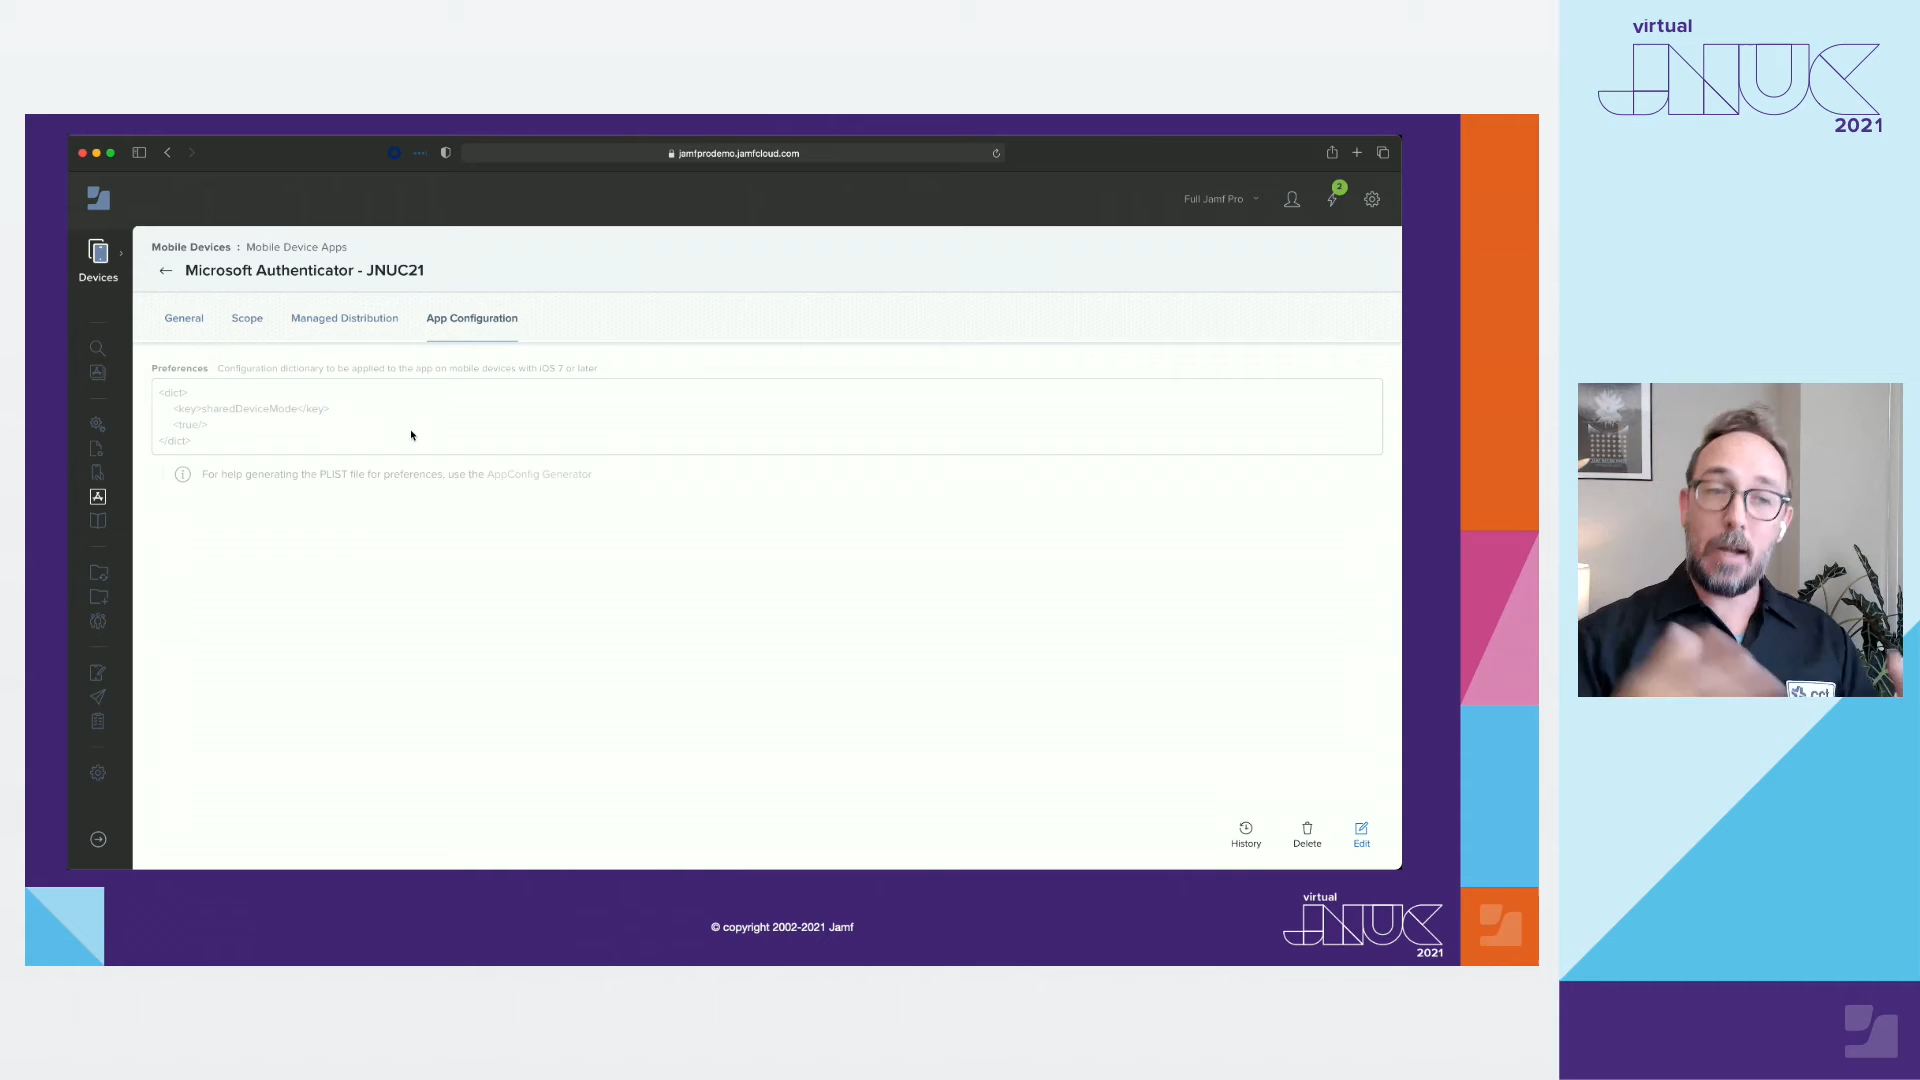 virtual
JNUC
2021
jamfprodemo.jamfcloud.com
Full Jamf Pro
2
Devices
Mobile Devices : Mobile Device Apps
← Microsoft Authenticator - JNUC21
General Scope Managed Distribution App Configuration
Preferences Configuration dictionary to be applied to the app on mobile devices with iOS 7 or later
<dict>
<key>sharedDeviceMode</key>
<true/>
</dict>
For help generating the PLIST file for preferences, use the AppConfig Generator
History Delete Edit
cct
© copyright 2002-2021 Jamf
virtual
JNUC
2021